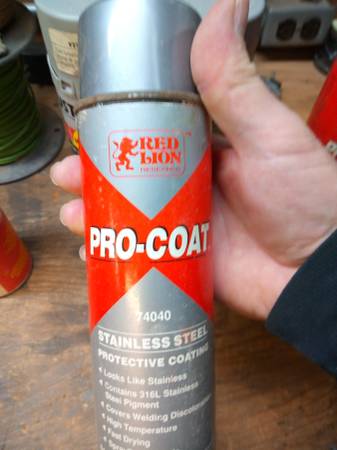 RED
LION
PRO-COAT
74040
STAINLESS STEEL
PROTECTIVE COATING
Looks Like Stainless
Contains 316L Stainless
Steel Pigment
Covers Welding Discoloration
High Temperature
Fast Drying